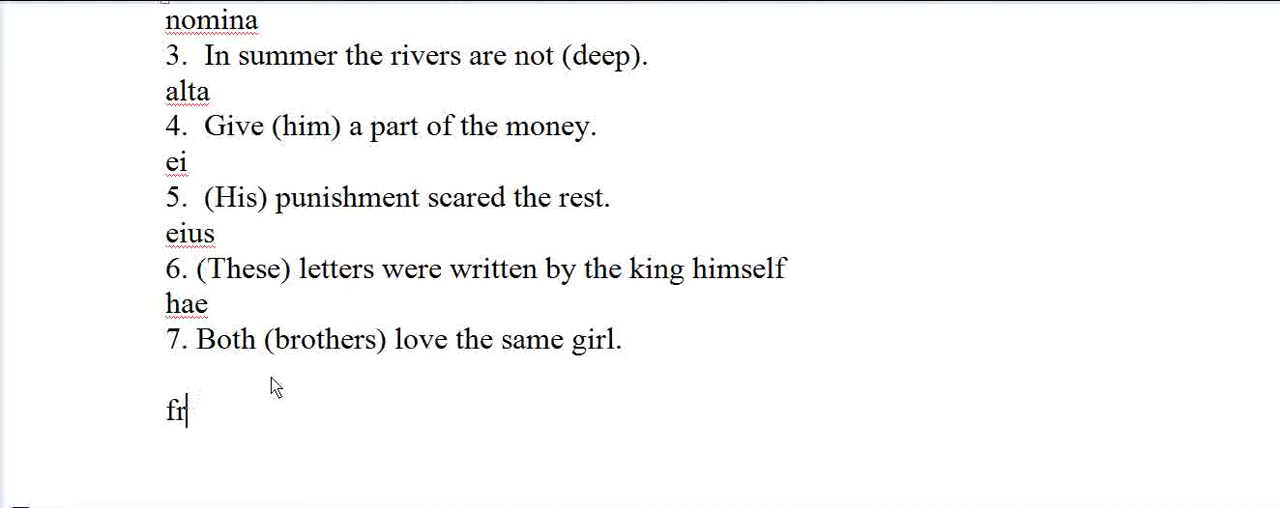 nomina
3. In summer the rivers are not (deep).
alta
4. Give (him) a part of the money.
ei
5. (His) punishment scared the rest.
eius
6. (These) letters were written by the king himself
hae
7. Both (brothers) love the same girl.
fr